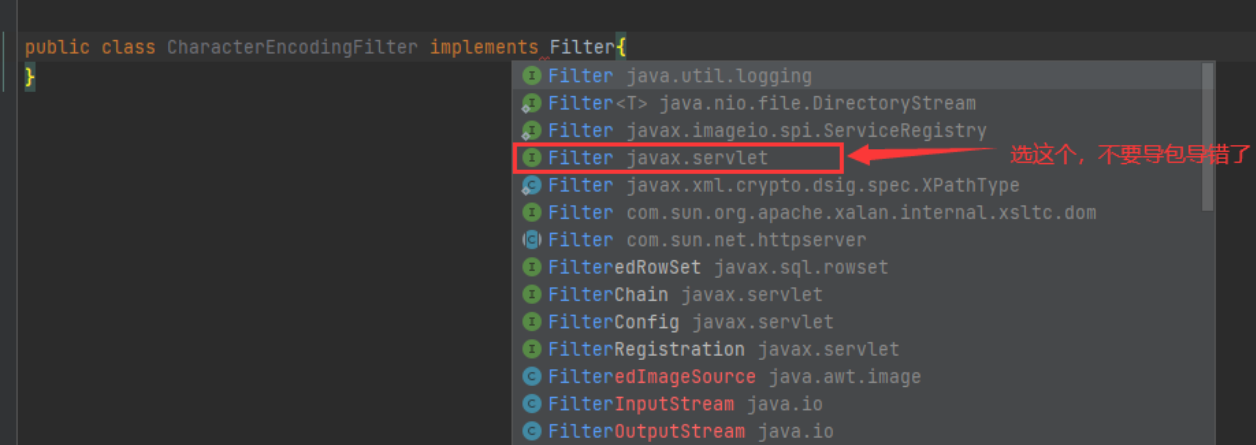 public class CharacterEncodingFilter implements Filter{
}
Filter java.util.logging
Filter<T> java.nio.file.DirectoryStream
Filter javax.imageio.spi.ServiceRegistry
Filter javax.servlet
选这个，不要导包导错了
Filter javax.xml.crypto.dsig.spec.XPathType
Filter com.sun.org.apache.xalan.internal.xsltc.dom
Filter com.sun.net.httpserver
FilteredRowSet javax.sql.rowset
FilterChain javax.servlet
FilterConfig javax.servlet
FilterRegistration javax.servlet
FilteredImageSource java.awt.image
FilterInputStream java.io
FilterOutputStream java.io